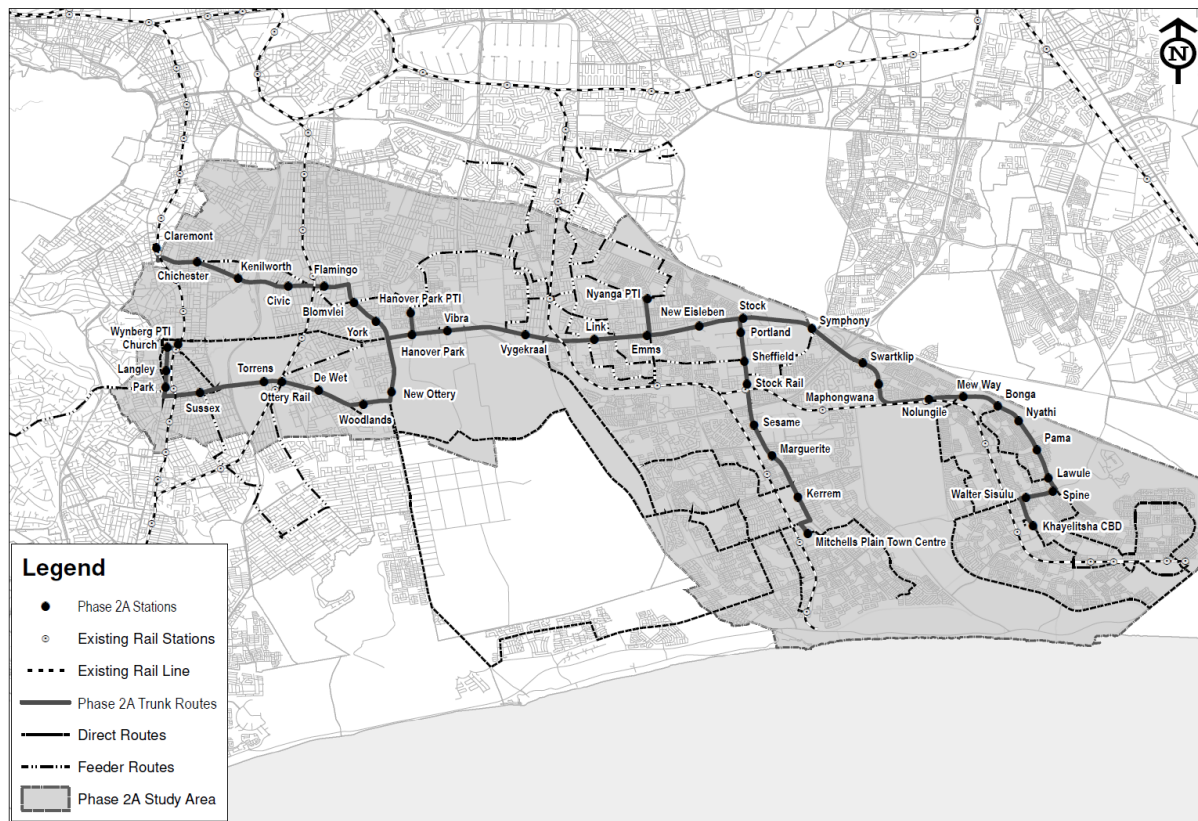 N
Claremont
Chichester
Kenilworth
Civic
Flamingo
Blomvlei
Hanover Park PTI
York
Vibra
Hanover Park
Vygekraal
Link
Nyanga PTI
Emms
New Eisleben
Stock
Portland
Symphony
Sheffield
Stock Rail
Swartklip
Maphongwana
Nolungile
Mew Way
Bonga
Nyathi
Pama
Lawule
Spine
Walter Sisulu
Khayelitsha CBD
Sesame
Marguerite
Kerrem
Mitchells Plain Town Centre
Wynberg PTI
Church
Langley
Park
Sussex
Torrens
Ottery Rail
De Wet
Woodlands
New Ottery
Legend
Phase 2A Stations
Existing Rail Stations
Existing Rail Line
Phase 2A Trunk Routes
Direct Routes
Feeder Routes
Phase 2A Study Area